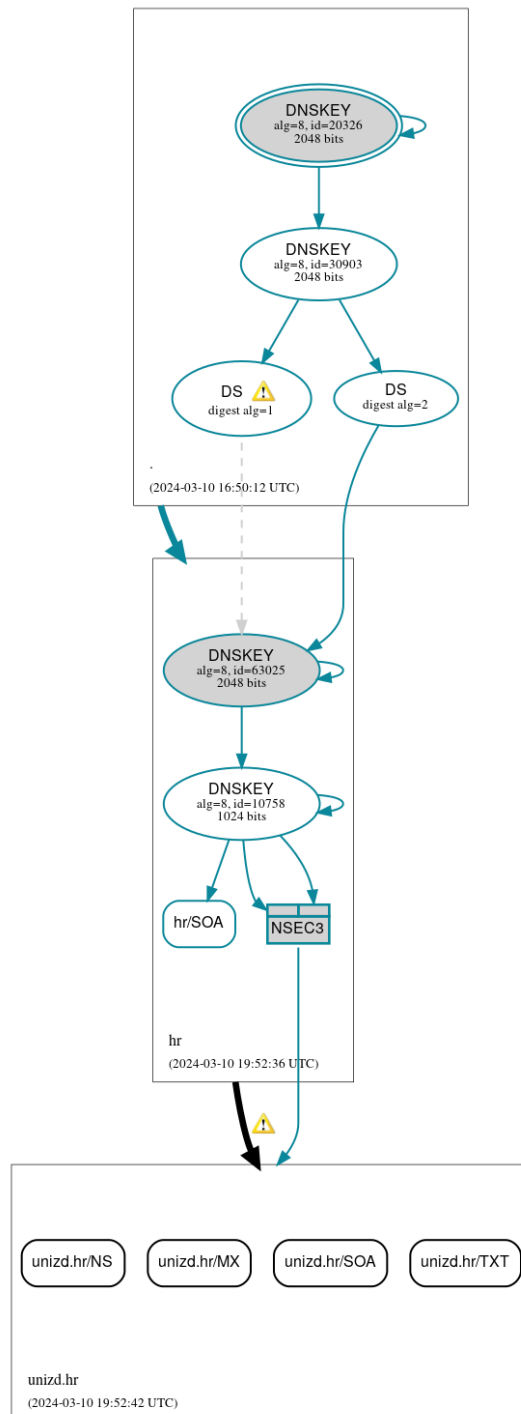 DNSKEY
alg=8, id=20326
2048 bits
DNSKEY
alg=8, id=30903
2048 bits
DS
digest alg=1
DS
digest alg=2
.
(2024-03-10 16:50:12 UTC)
DNSKEY
alg=8, id=63025
2048 bits
DNSKEY
alg=8, id=10758
1024 bits
hr/SOA
NSEC3
hr
(2024-03-10 19:52:36 UTC)
unizd.hr/NS
unizd.hr/MX
unizd.hr/SOA
unizd.hr/TXT
unizd.hr
(2024-03-10 19:52:42 UTC)